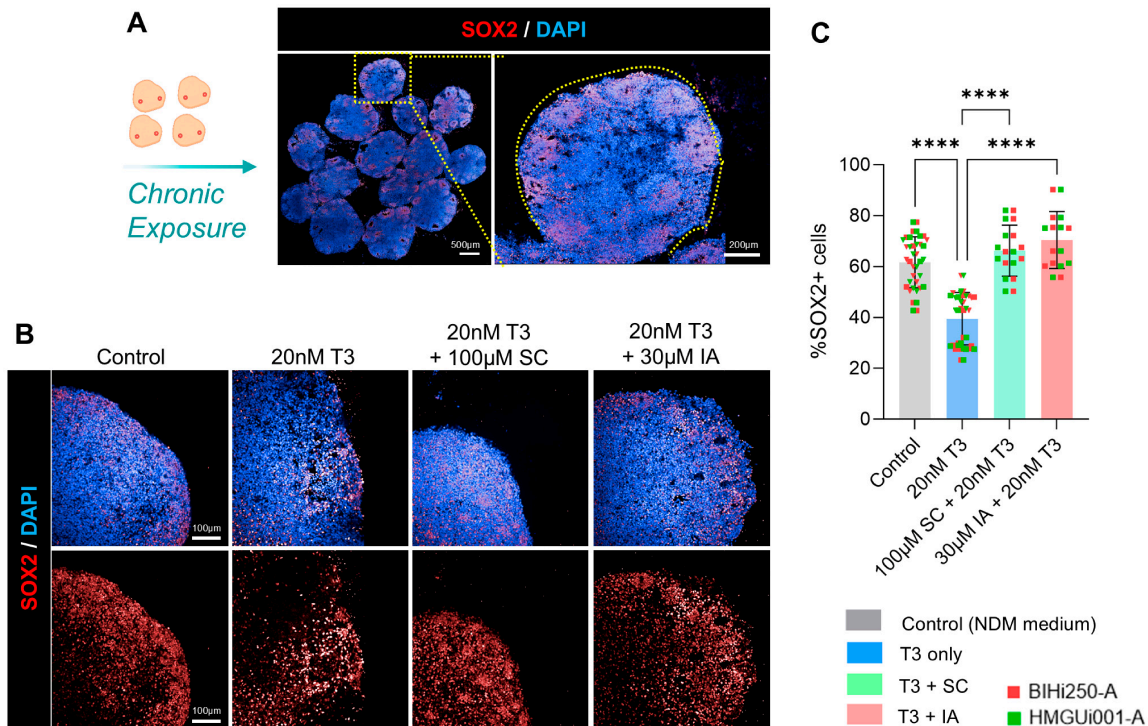 A
SOX2 / DAPI
Chronic
Exposure
500µm
200µm
B
Control
20nM T3
20nM T3
+ 100µM SC
20nM T3
+ 30µM IA
SOX2 / DAPI
100µm
100µm
C
****
****
****
%SOX2+ cells
100
80
60
40
20
0
Control
20nM T3
100µM SC + 20nM T3
30µM IA + 20nM T3
Control (NDM medium)
T3 only
T3 + SC
T3 + IA
BIHi250-A
HMGUi001-A